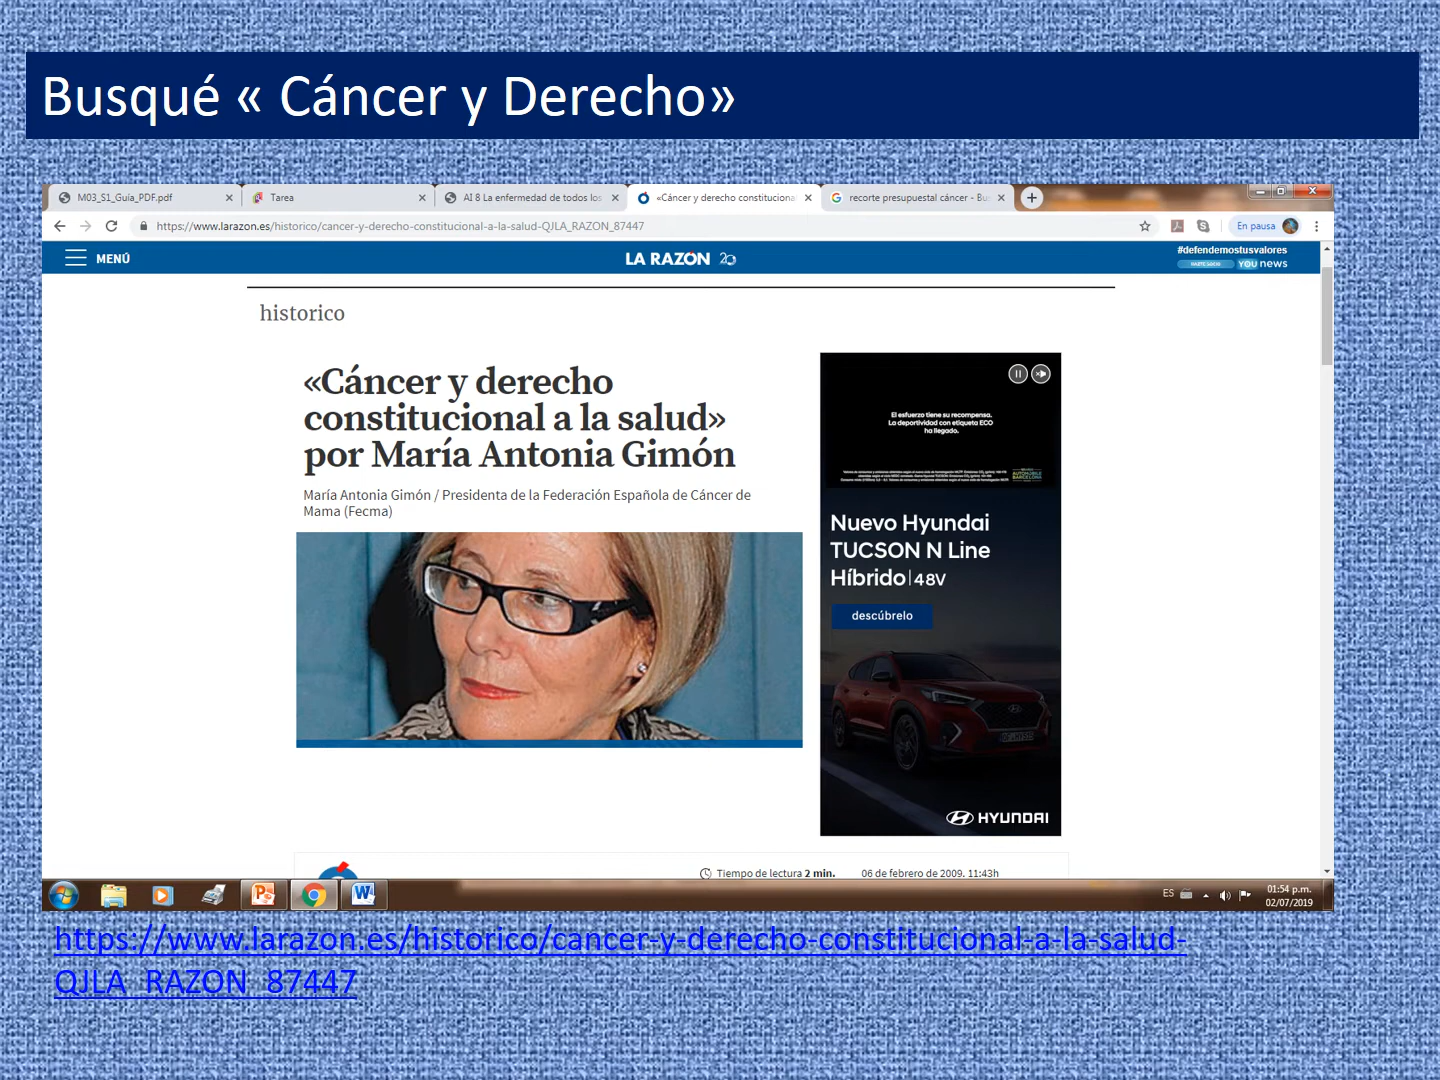 Busqué « Cáncer y Derecho»
M03_S1_Guia_PDF.pdf
Tarea
AI 8 La enfermedad de todos los
«Cáncer y derecho constituciona
recorte presupuestal cáncer - Bu
https://www.larazon.es/historico/cancer-y-derecho-constitucional-a-la-salud-QJLA_RAZON_87447
En pausa
MENÚ
LA RAZON 20
#defendemostusvalores
YOU news
historico
«Cáncer y derecho
constitucional a la salud»
por María Antonia Gimón
María Antonia Gimón / Presidenta de la Federación Española de Cáncer de
Mama (Fecma)
El esfuerzo tiene su recompensa.
La deportividad con etiqueta ECO
ha llegado.
AUTOMOBILE
BARCELONA
Nuevo Hyundai
TUCSON N Line
Híbrido|48V
descúbrelo
HYUNDAI
Tiempo de lectura 2 min.
06 de febrero de 2009. 11:43h
ES
01:54 p.m.
02/07/2019
https://www.larazon.es/historico/cancer-y-derecho-constitucional-a-la-salud-
QJLA_RAZON_87447